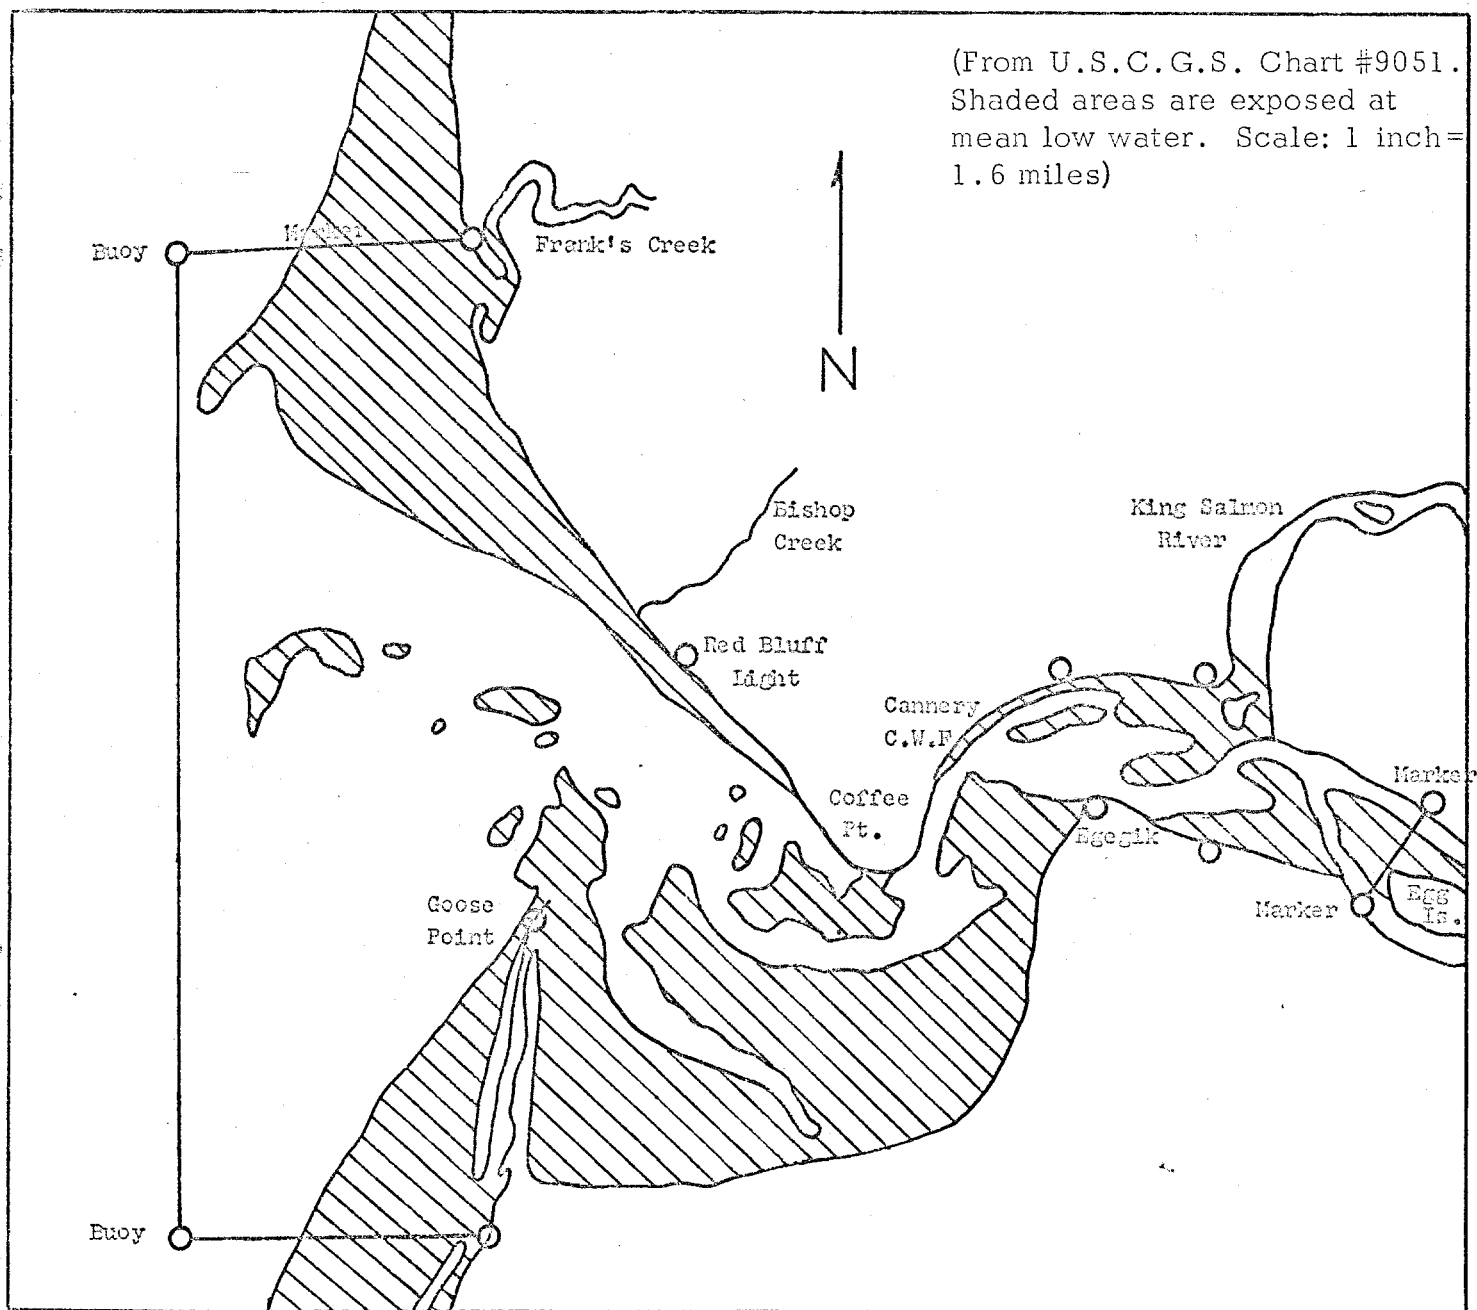 (From U.S.C.G.S. Chart #9051.
Shaded areas are exposed at
mean low water. Scale: 1 inch=
1.6 miles)
Marker
Buoy
Frank's Creek
N
Bishop
Creek
King Salmon
River
Red Bluff
Light
Cannery
C.W.F
Coffee
Pt.
Marker
Egegik
Goose
Point
Marker
Egg
Is.
Buoy